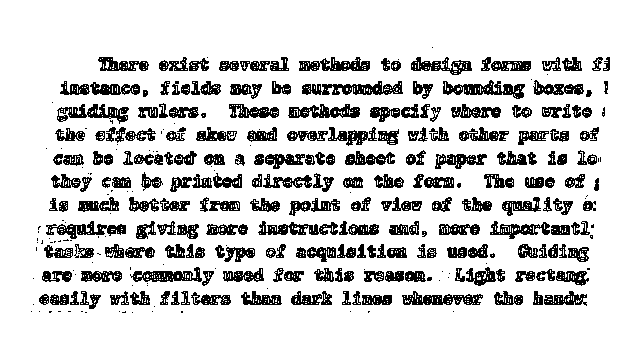 There exist several methods to design forms with
instance, fields may be surrounded by bounding boxes,
guiding rulers. These methods specify where to write
the effect of skew and overlapping with other parts of
can be located on a separate sheet of paper that is
they can be printed directly on the form. The use of
is much better from the point of view of the quality
requires giving more instructions and, more
tasks where this type of acquisition is used. Guiding
are more commonly used for this reason. Light
easily with filters than dark lines whenever the